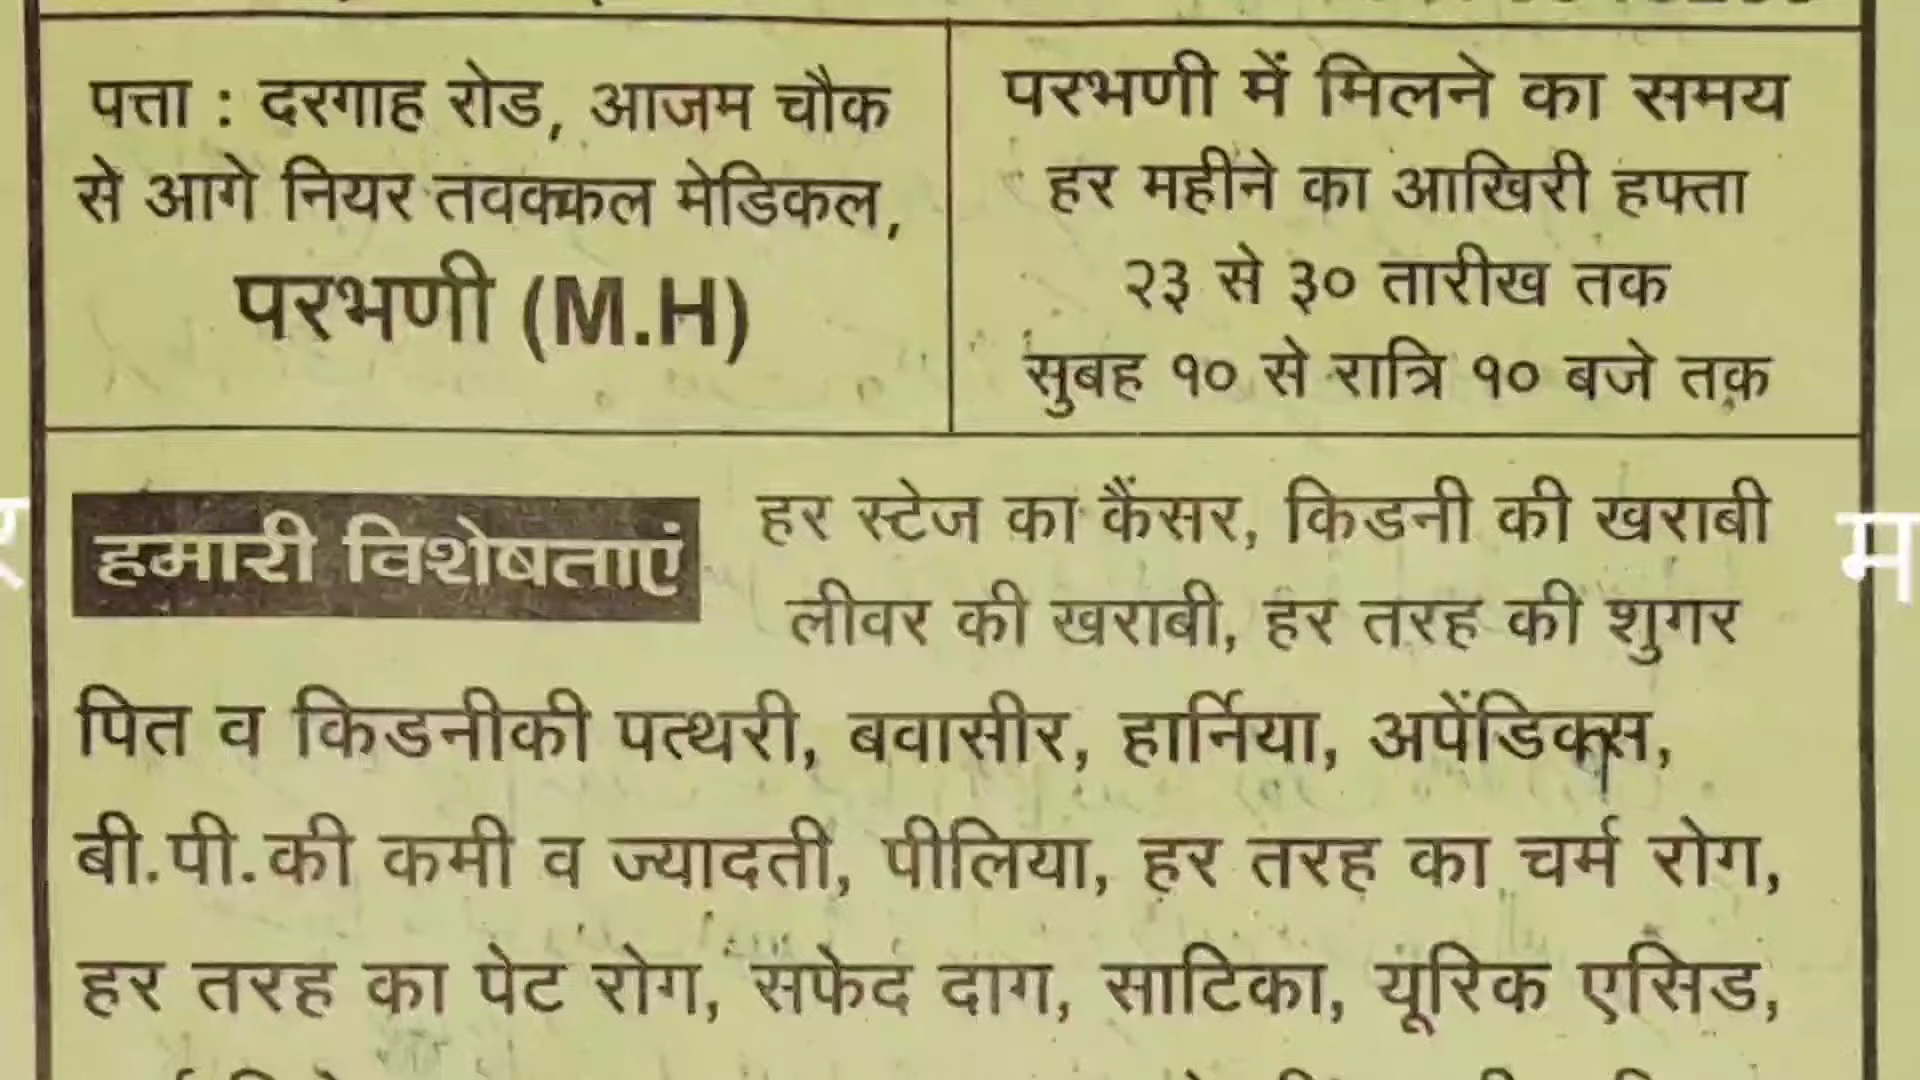 पत्ता : दरगाह रोड, आजम चौक
से आगे नियर तवक्कल मेडिकल,
परभणी (M.H)
परभणी में मिलने का समय
हर महीने का आखिरी हफ्ता
२३ से ३० तारीख तक
सुबह १० से रात्रि १० बजे तक
हमारी विशेषताएं
हर स्टेज का कैंसर, किडनी की खराबी
लीवर की खराबी, हर तरह की शुगर
पित व किडनीकी पत्थरी, बवासीर, हार्निया, अपेंडिक्स,
बी.पी.की कमी व ज्यादती, पीलिया, हर तरह का चर्म रोग,
हर तरह का पेट रोग, सफेद दाग, साटिका, यूरिक एसिड,